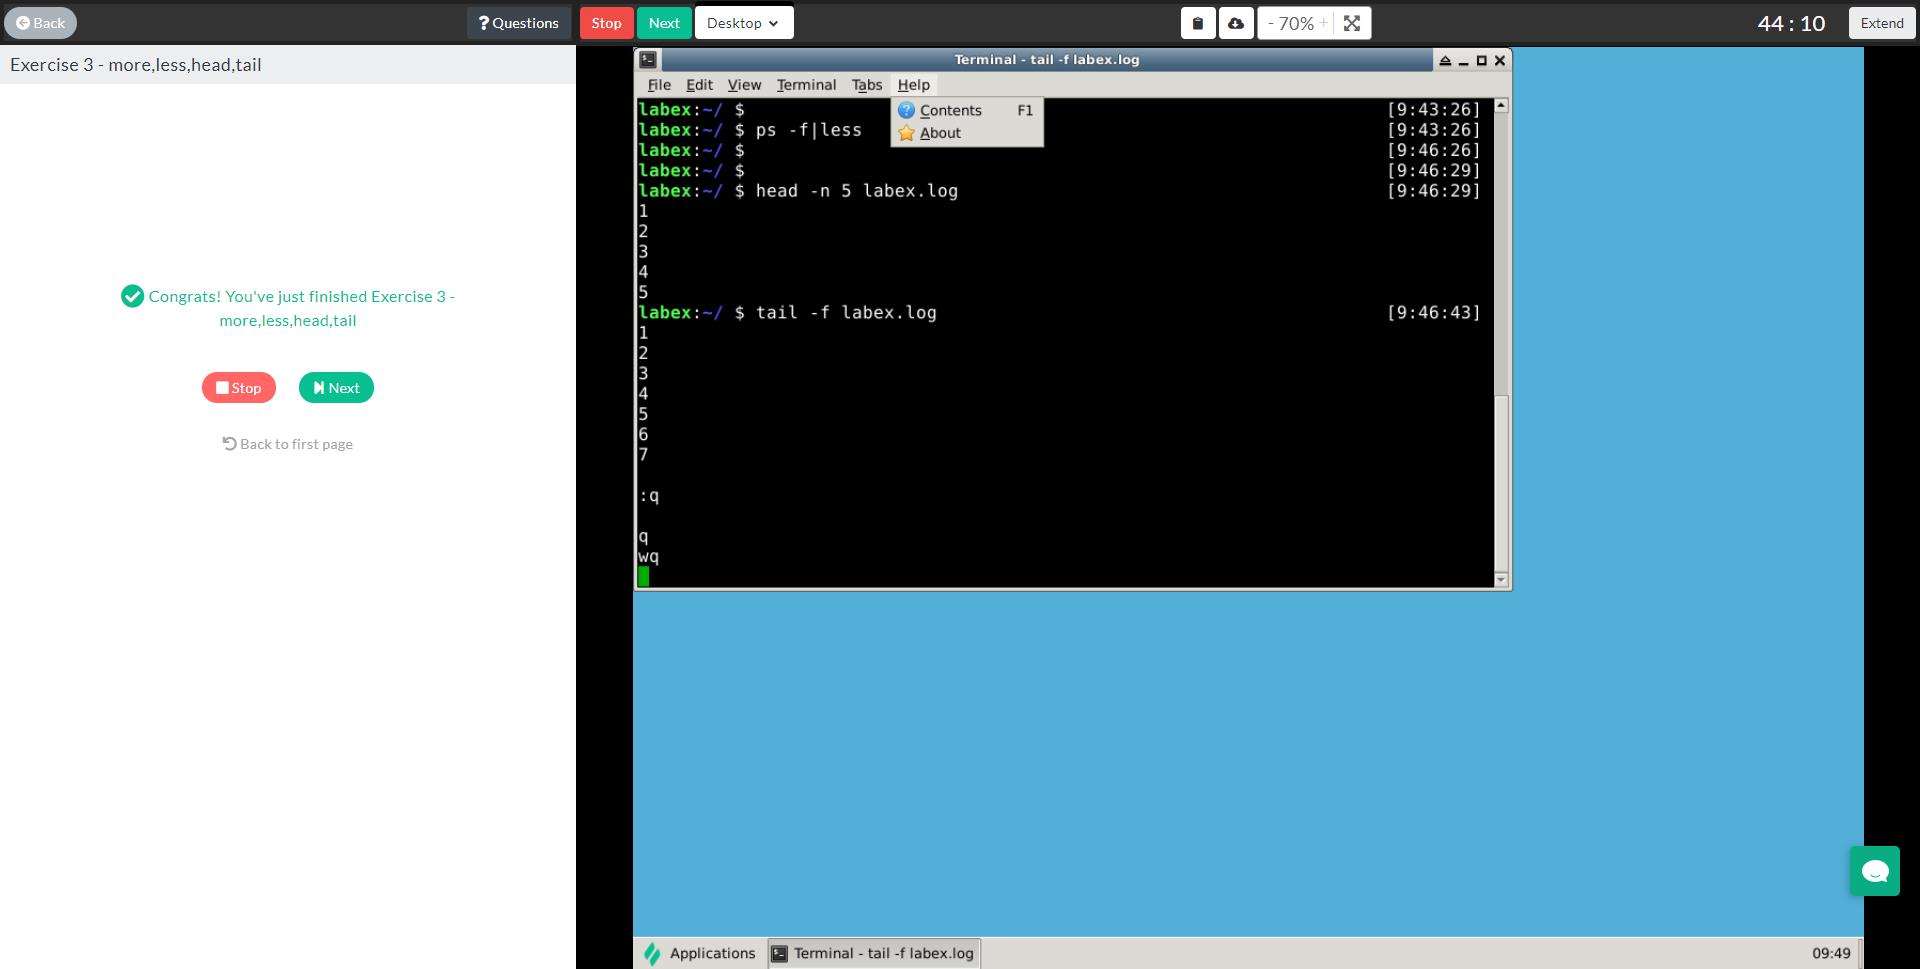 Back
? Questions
Stop
Next
Desktop
- 70% +
44 : 10
Extend
Exercise 3 - more,less,head,tail
Congrats! You've just finished Exercise 3 -
more,less,head,tail
Stop
Next
Back to first page
Terminal - tail -f labex.log
File Edit View Terminal Tabs Help
Contents F1
About
labex:~/ $ [9:43:26]
labex:~/ $ ps -f|less [9:43:26]
labex:~/ $ [9:46:26]
labex:~/ $ [9:46:29]
labex:~/ $ head -n 5 labex.log [9:46:29]
1
2
3
4
5
labex:~/ $ tail -f labex.log [9:46:43]
1
2
3
4
5
6
7
:q
q
wq
Applications
Terminal - tail -f labex.log
09:49